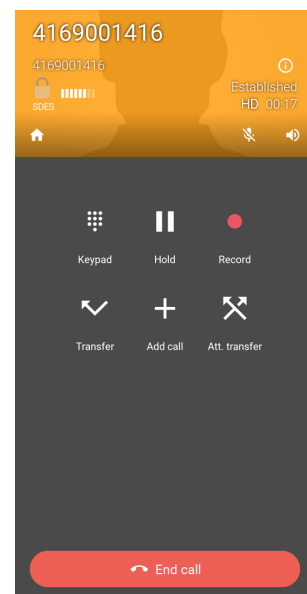 4169001416
4169001416
Established
SDES
HD 00:17
Keypad Hold Record
Transfer Add call Att. transfer
End call